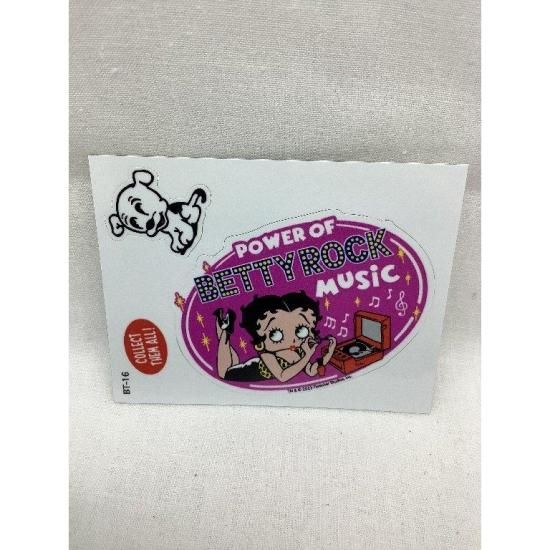 POWER OF
BETTY ROCK
MUSIC
COLLECT
THEM ALL!
BT-16